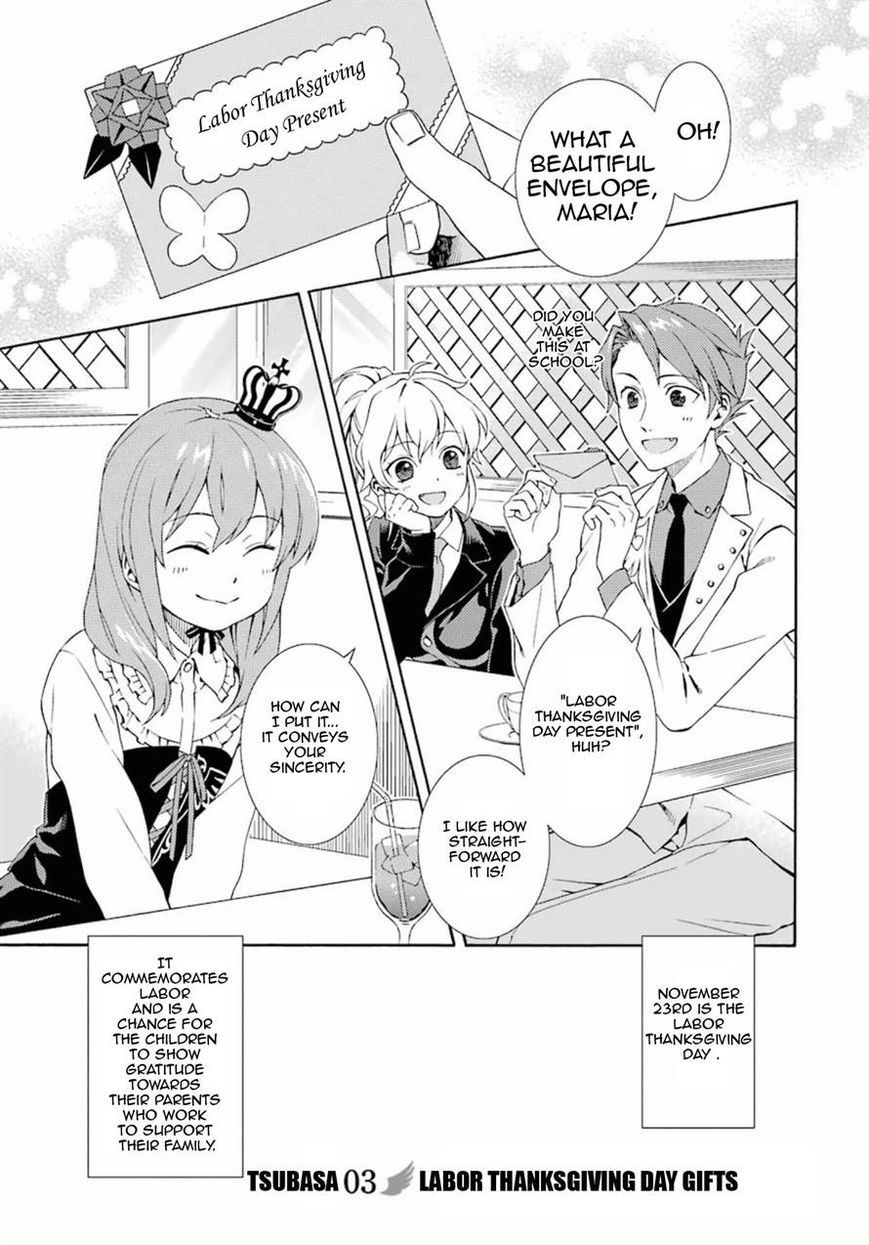 OH!
WHAT A
BEAUTIFUL
ENVELOPE,
MARIA!
Labor Thanksgiving
Day Present
DID YOU
MAKE
THIS AT
SCHOOL?
"LABOR
THANKSGIVING
DAY PRESENT",
HUH?
I LIKE HOW
STRAIGHT-
FORWARD
IT IS!
HOW CAN
I PUT IT...
IT CONVEYS
YOUR
SINCERITY.
NOVEMBER
23RD IS THE
LABOR
THANKSGIVING
DAY .
IT
COMMEMORATES
LABOR
AND IS A
CHANCE FOR
THE CHILDREN
TO SHOW
GRATITUDE
TOWARDS
THEIR PARENTS
WHO WORK
TO SUPPORT
THEIR FAMILY.
TSUBASA 03 LABOR THANKSGIVING DAY GIFTS